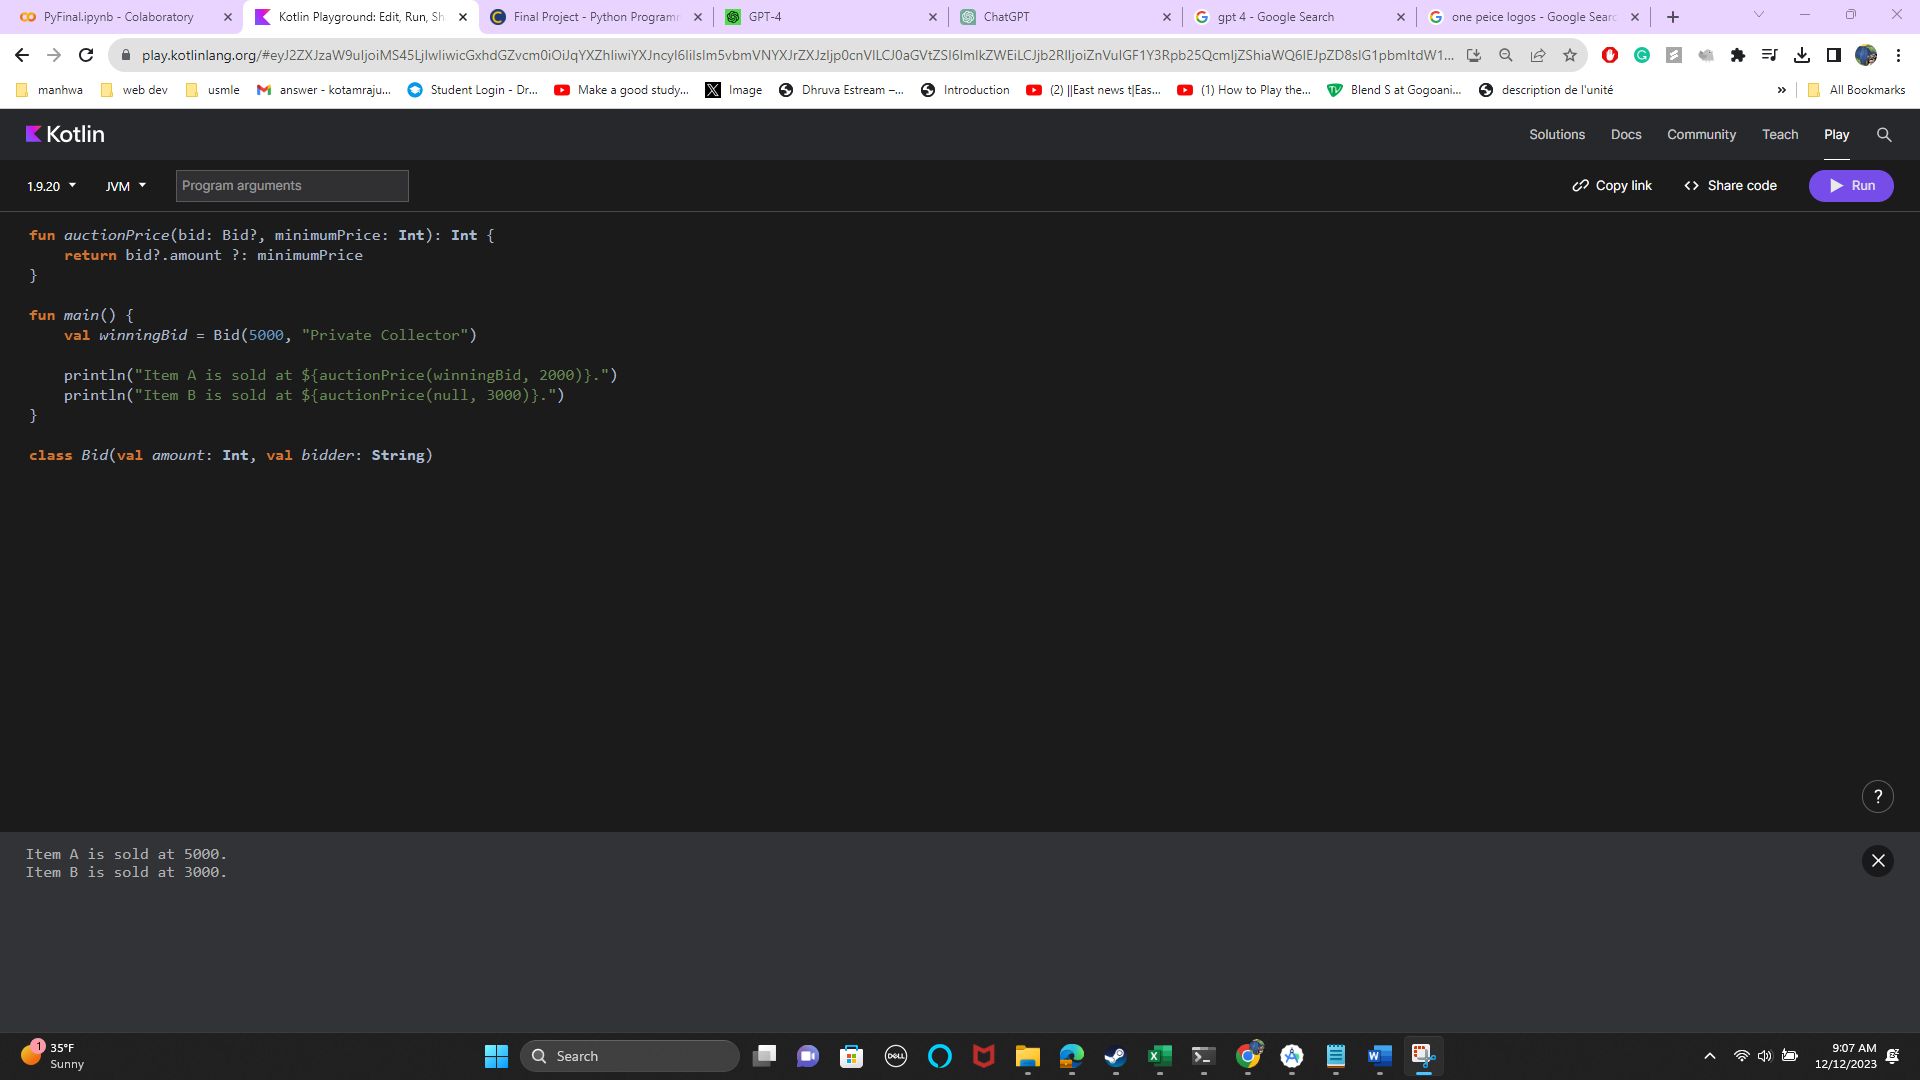 PyFinal.ipynb - Colaboratory
Kotlin Playground: Edit, Run, Sh
Final Project - Python Programm
GPT-4
ChatGPT
gpt 4 - Google Search
one peice logos - Google Searc
play.kotlinlang.org/
manhwa
web dev
usmle
answer - kotamraju...
Student Login - Dr...
Make a good study...
Image
Dhruva Estream –...
Introduction
(2) ||East news t|Eas...
(1) How to Play the...
Blend S at Gogoani...
description de l'unité
»
All Bookmarks
Kotlin
Solutions
Docs
Community
Teach
Play
1.9.20
JVM
Program arguments
Copy link
Share code
Run
fun auctionPrice(bid: Bid?, minimumPrice: Int): Int {
return bid?.amount ?: minimumPrice
}
fun main() {
val winningBid = Bid(5000, "Private Collector")
println("Item A is sold at ${auctionPrice(winningBid, 2000)}.")
println("Item B is sold at ${auctionPrice(null, 3000)}.")
}
class Bid(val amount: Int, val bidder: String)
?
Item A is sold at 5000.
Item B is sold at 3000.
1
35°F
Sunny
Search
DELL
9:07 AM
12/12/2023